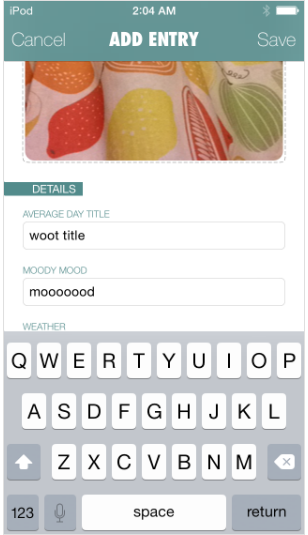 iPod 2:04 AM
Cancel ADD ENTRY Save
DETAILS
AVERAGE DAY TITLE
woot title
MOODY MOOD
mooooood
WEATHER
Q W E R T Y U I O P
A S D F G H J K L
Z X C V B N M
123 space return